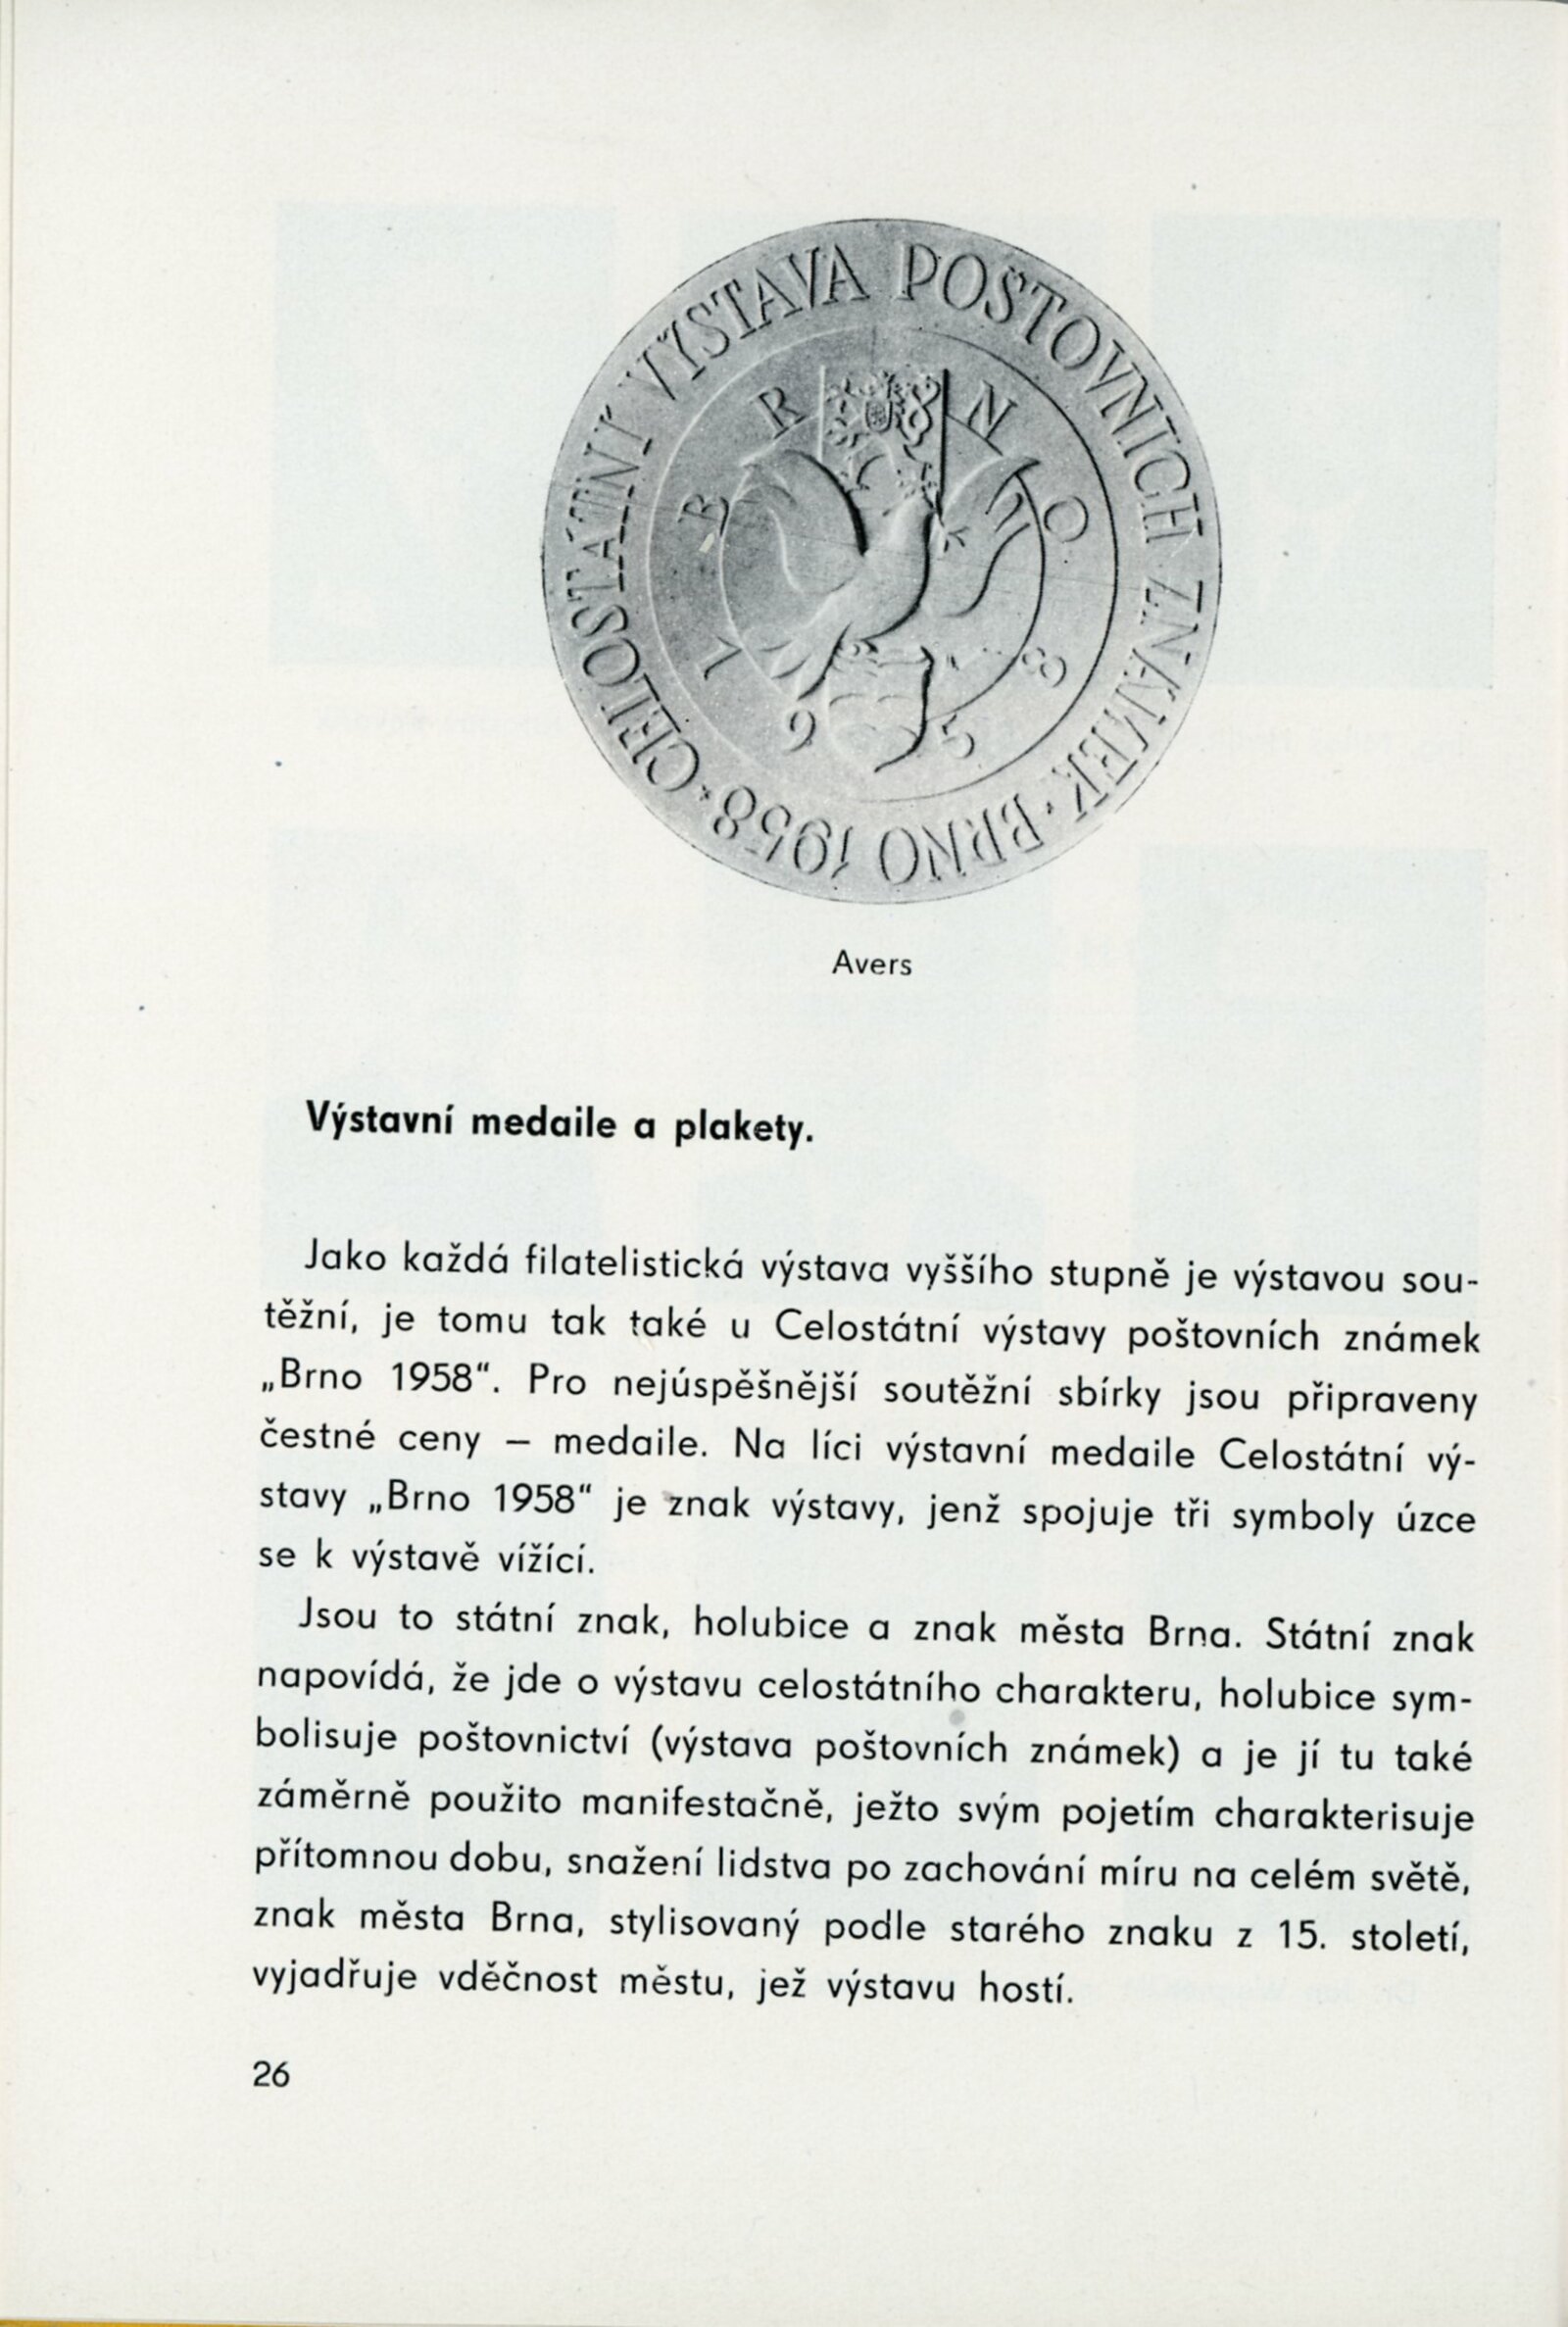 CELOSTÁTNÍ VÝSTAVA POŠTOVNÍCH ZNÁMEK · BRNO 1958 ·
BRNO
1958
Avers
Výstavní medaile a plakety.
Jako každá filatelistická výstava vyššího stupně je výstavou sou-
těžní, je tomu tak také u Celostátní výstavy poštovních známek
„Brno 1958“. Pro nejúspěšnější soutěžní sbírky jsou připraveny
čestné ceny – medaile. Na líci výstavní medaile Celostátní vý-
stavy „Brno 1958“ je znak výstavy, jenž spojuje tři symboly úzce
se k výstavě vížící.
Jsou to státní znak, holubice a znak města Brna. Státní znak
napovídá, že jde o výstavu celostátního charakteru, holubice sym-
bolisuje poštovnictví (výstava poštovních známek) a je jí tu také
záměrně použito manifestačně, ježto svým pojetím charakterisuje
přítomnou dobu, snažení lidstva po zachování míru na celém světě,
znak města Brna, stylisovaný podle starého znaku z 15. století,
vyjadřuje vděčnost městu, jež výstavu hostí.
26